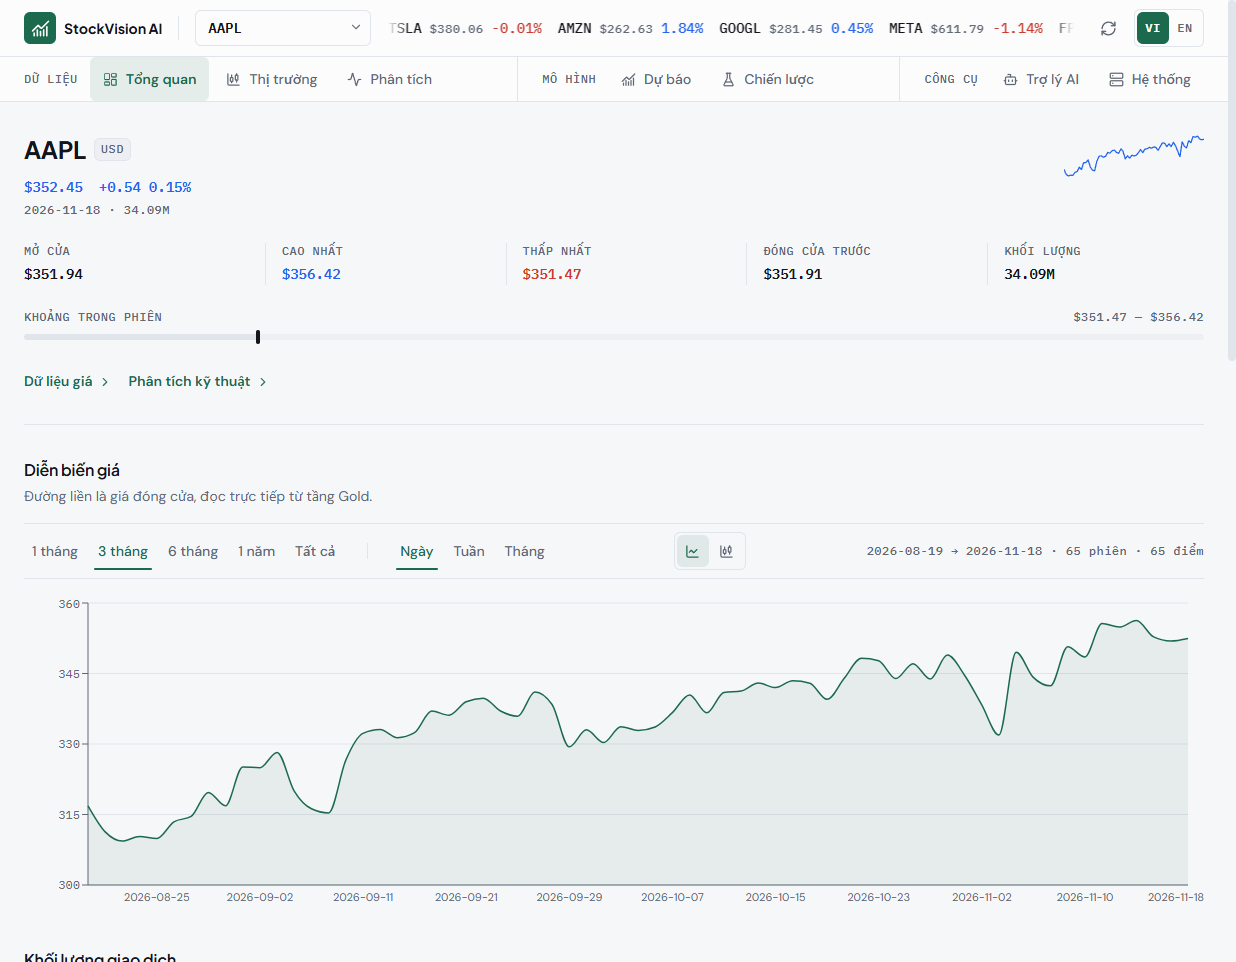 StockVision AI
AAPL
TSLA $380.06 -0.01% AMZN $262.63 1.84% GOOGL $281.45 0.45% META $611.79 -1.14%
VI EN
DỮ LIỆU Tổng quan Thị trường Phân tích MÔ HÌNH Dự báo Chiến lược CÔNG CỤ Trợ lý AI Hệ thống
AAPL USD
$352.45 +0.54 0.15%
2026-11-18 · 34.09M
MỞ CỬA CAO NHẤT THẤP NHẤT ĐÓNG CỬA TRƯỚC KHỐI LƯỢNG
$351.94 $356.42 $351.47 $351.91 34.09M
KHOẢNG TRONG PHIÊN $351.47 — $356.42
Dữ liệu giá Phân tích kỹ thuật
Diễn biến giá
Đường liền là giá đóng cửa, đọc trực tiếp từ tầng Gold.
1 tháng 3 tháng 6 tháng 1 năm Tất cả Ngày Tuần Tháng 2026-08-19 → 2026-11-18 · 65 phiên · 65 điểm
360
345
330
315
300
2026-08-25 2026-09-02 2026-09-11 2026-09-21 2026-09-29 2026-10-07 2026-10-15 2026-10-23 2026-11-02 2026-11-10 2026-11-18
Khối lượng giao dịch